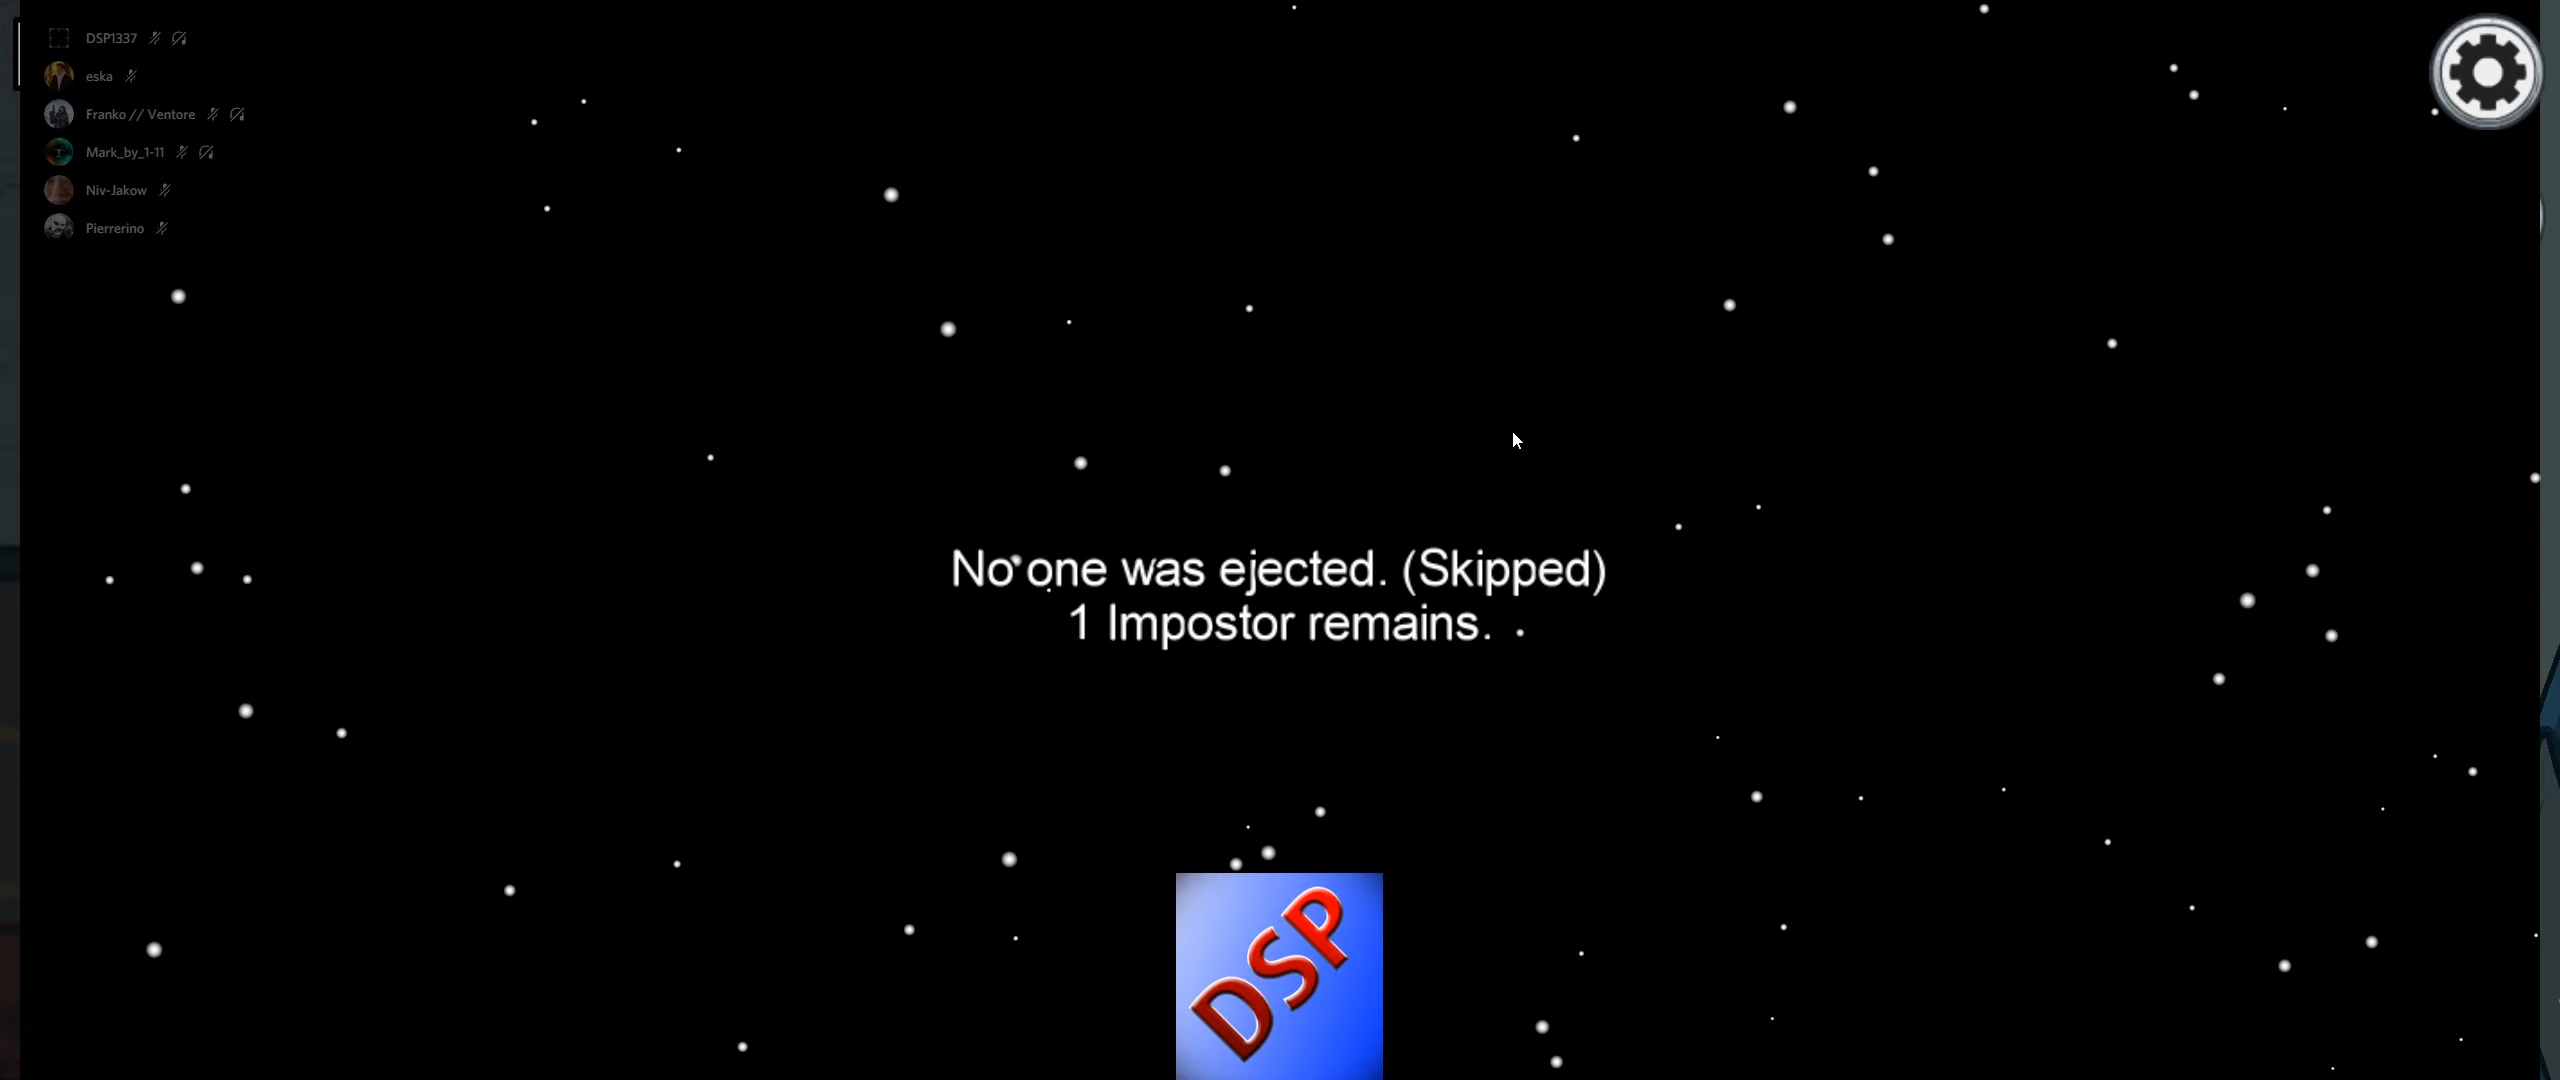 DSP1337
eska
Franko // Ventore
Mark_by_1-11
Niv-Jakow
Pierrerino
No one was ejected. (Skipped)
1 Impostor remains.
DSP